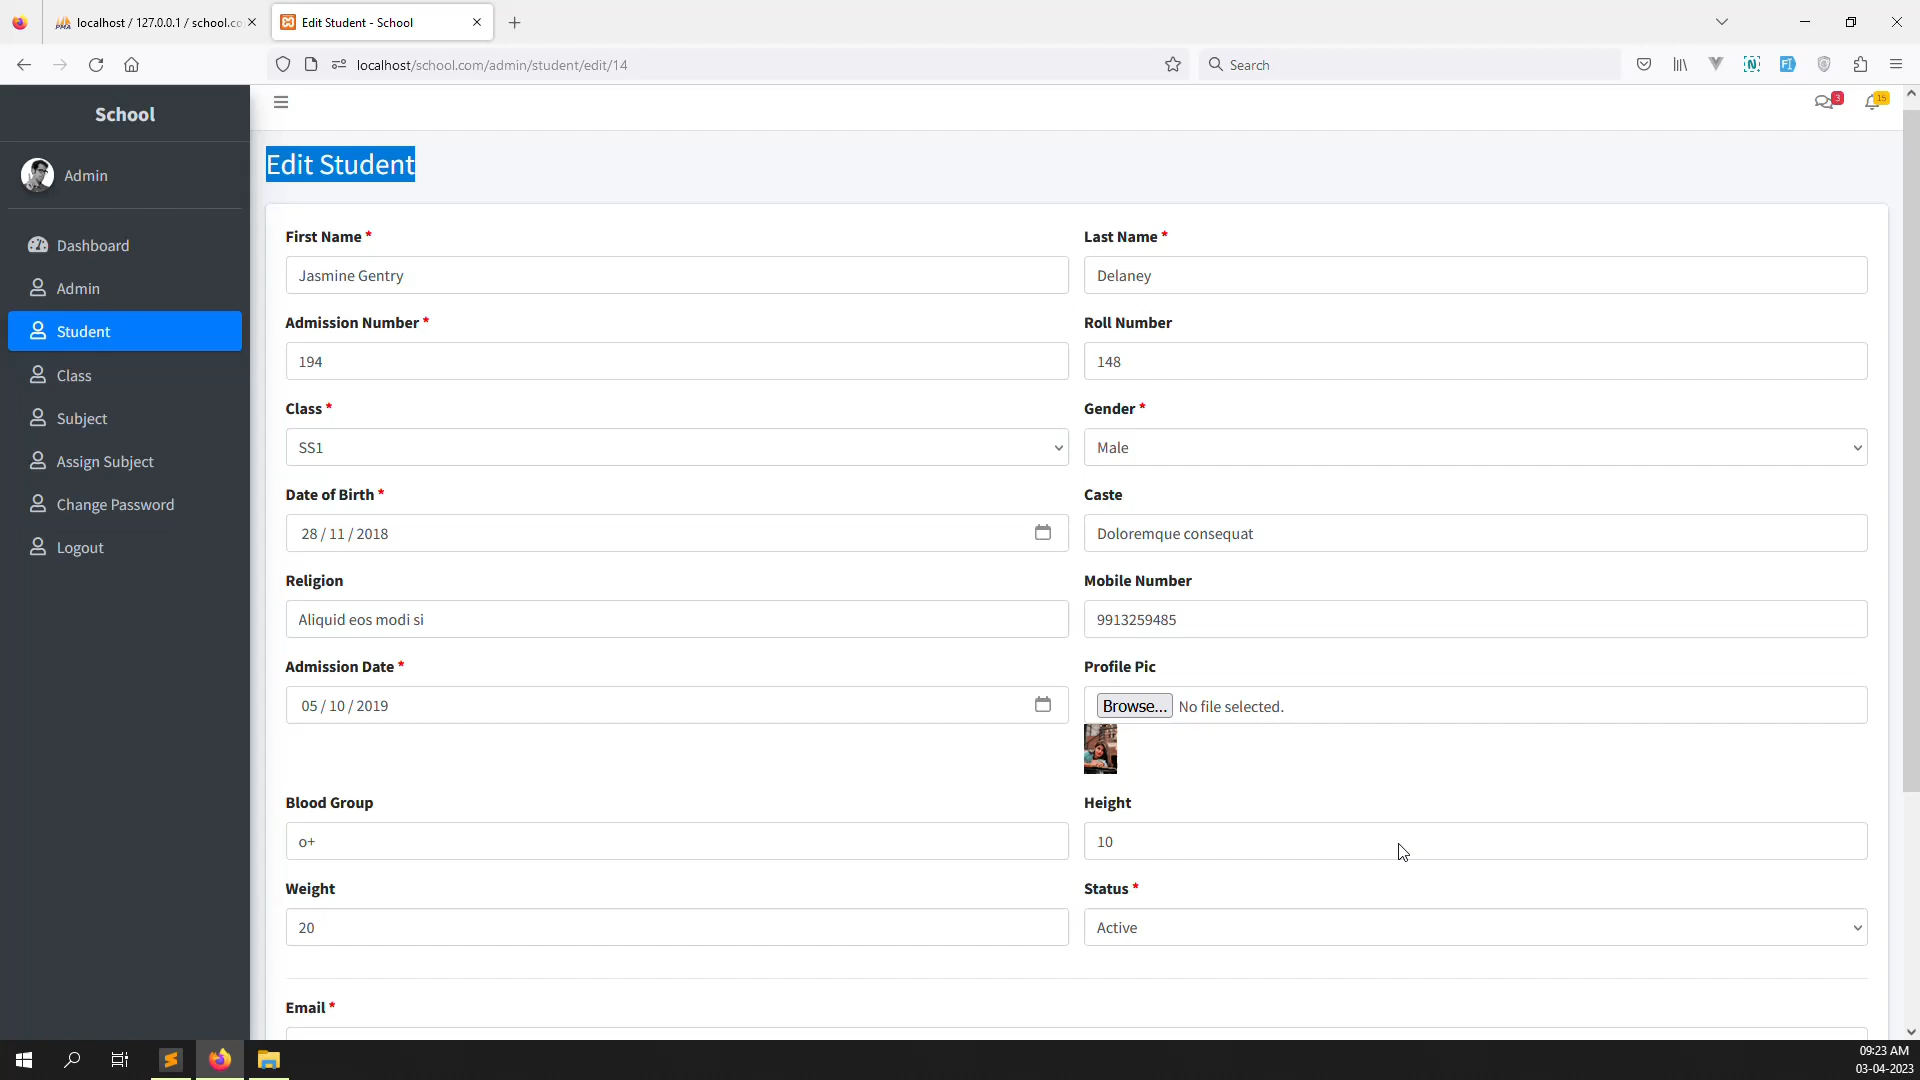 localhost / 127.0.0.1 / school.co
Edit Student - School
localhost/school.com/admin/student/edit/14
Search
School
3
15
Admin
Edit Student
Dashboard
Admin
Student
Class
Subject
Assign Subject
Change Password
Logout
First Name *
Last Name *
Jasmine Gentry
Delaney
Admission Number *
Roll Number
194
148
Class *
Gender *
SS1
Male
Date of Birth *
Caste
28 / 11 / 2018
Doloremque consequat
Religion
Mobile Number
Aliquid eos modi si
9913259485
Admission Date *
Profile Pic
05 / 10 / 2019
Browse... No file selected.
Blood Group
Height
o+
10
Weight
Status *
20
Active
Email *
09:23 AM
03-04-2023